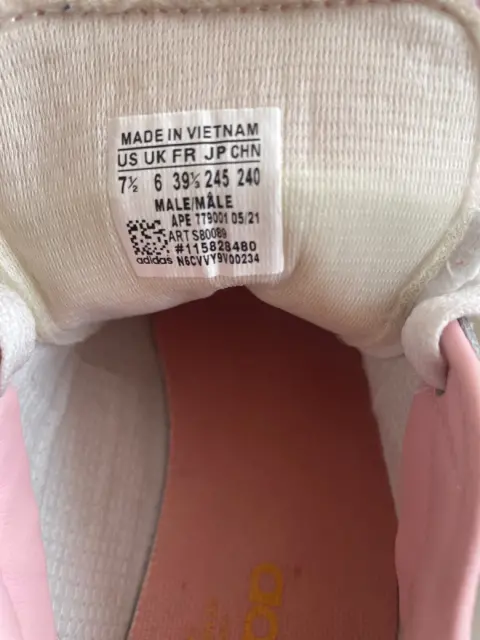 MADE IN VIETNAM
US UK FR JP CHN
7½ 6 39⅓ 245 240
MALE/MÂLE
APE 779001 05/21
ART S80089
#115828480
adidas N6CVVY9V00234